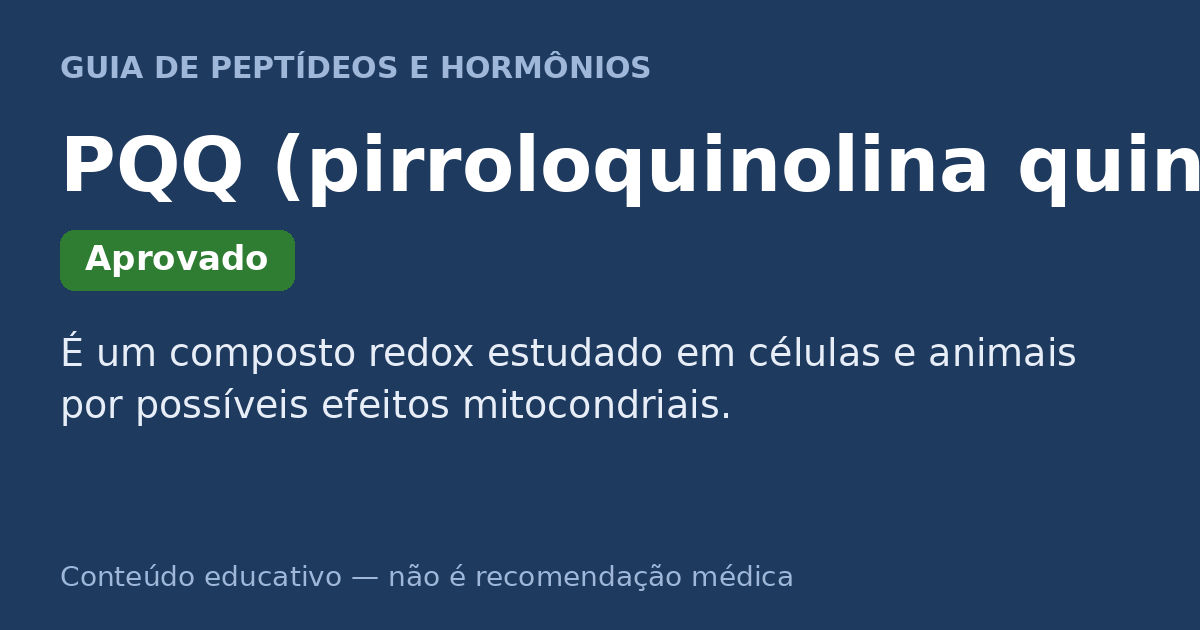 GUIA DE PEPTÍDEOS E HORMÔNIOS
PQQ (pirroloquinolina quin
Aprovado
É um composto redox estudado em células e animais
por possíveis efeitos mitocondriais.
Conteúdo educativo — não é recomendação médica